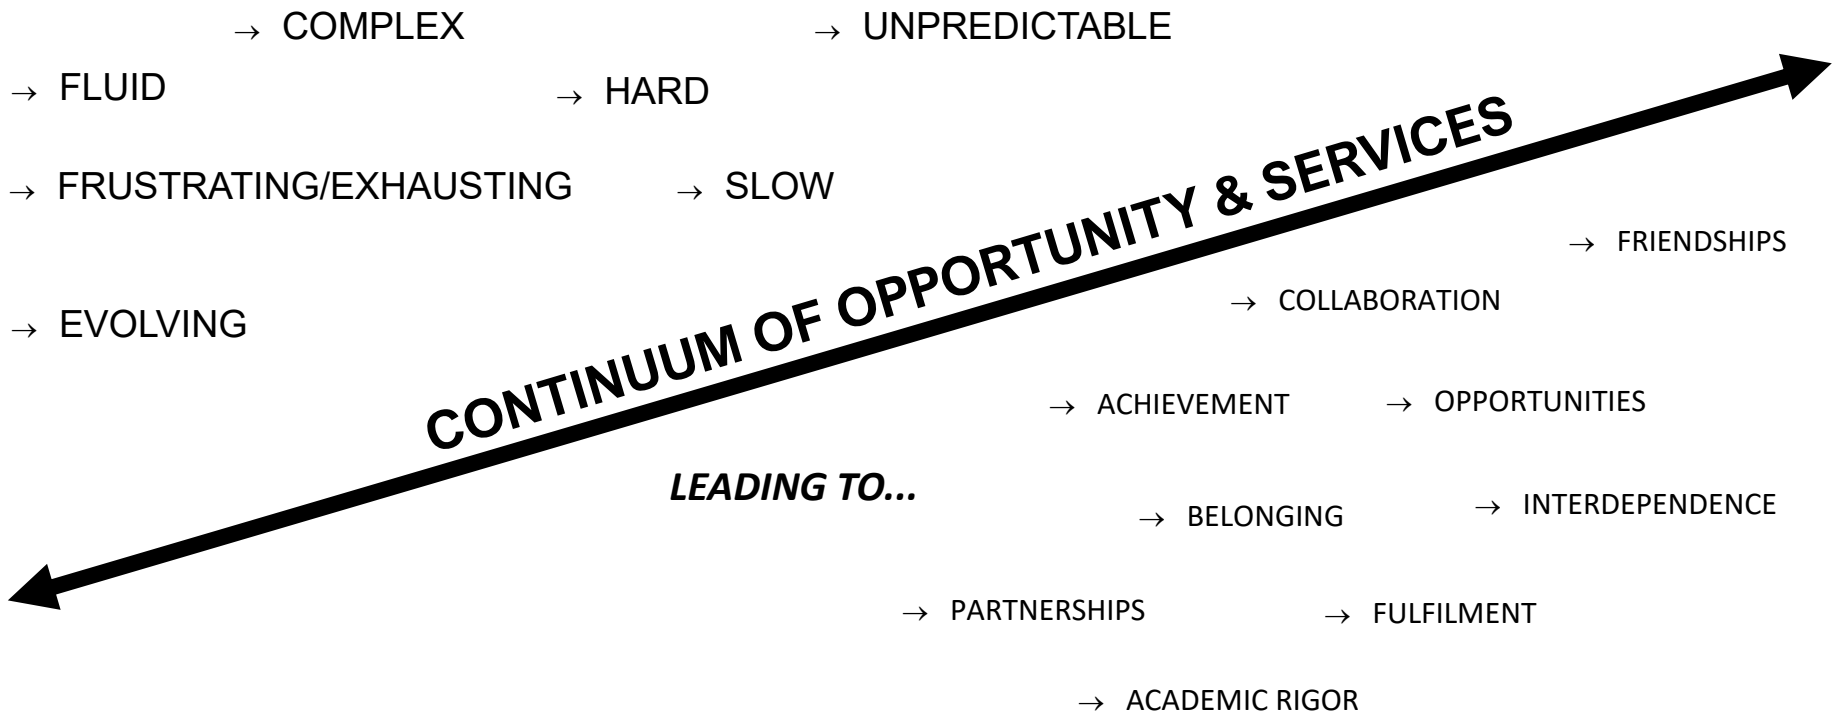 → COMPLEX
→ UNPREDICTABLE
→ FLUID
→ HARD
→ FRUSTRATING/EXHAUSTING
→ SLOW
→ EVOLVING
CONTINUUM OF OPPORTUNITY & SERVICES
→ FRIENDSHIPS
→ COLLABORATION
→ ACHIEVEMENT
→ OPPORTUNITIES
LEADING TO...
→ BELONGING
→ INTERDEPENDENCE
→ PARTNERSHIPS
→ FULFILMENT
→ ACADEMIC RIGOR